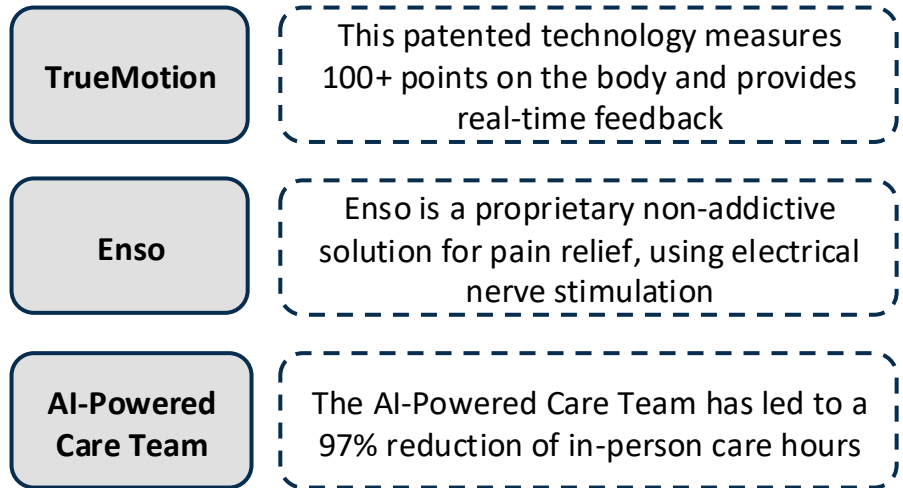 TrueMotion
This patented technology measures
100+ points on the body and provides
real-time feedback
Enso
Enso is a proprietary non-addictive
solution for pain relief, using electrical
nerve stimulation
AI-Powered
Care Team
The AI-Powered Care Team has led to a
97% reduction of in-person care hours